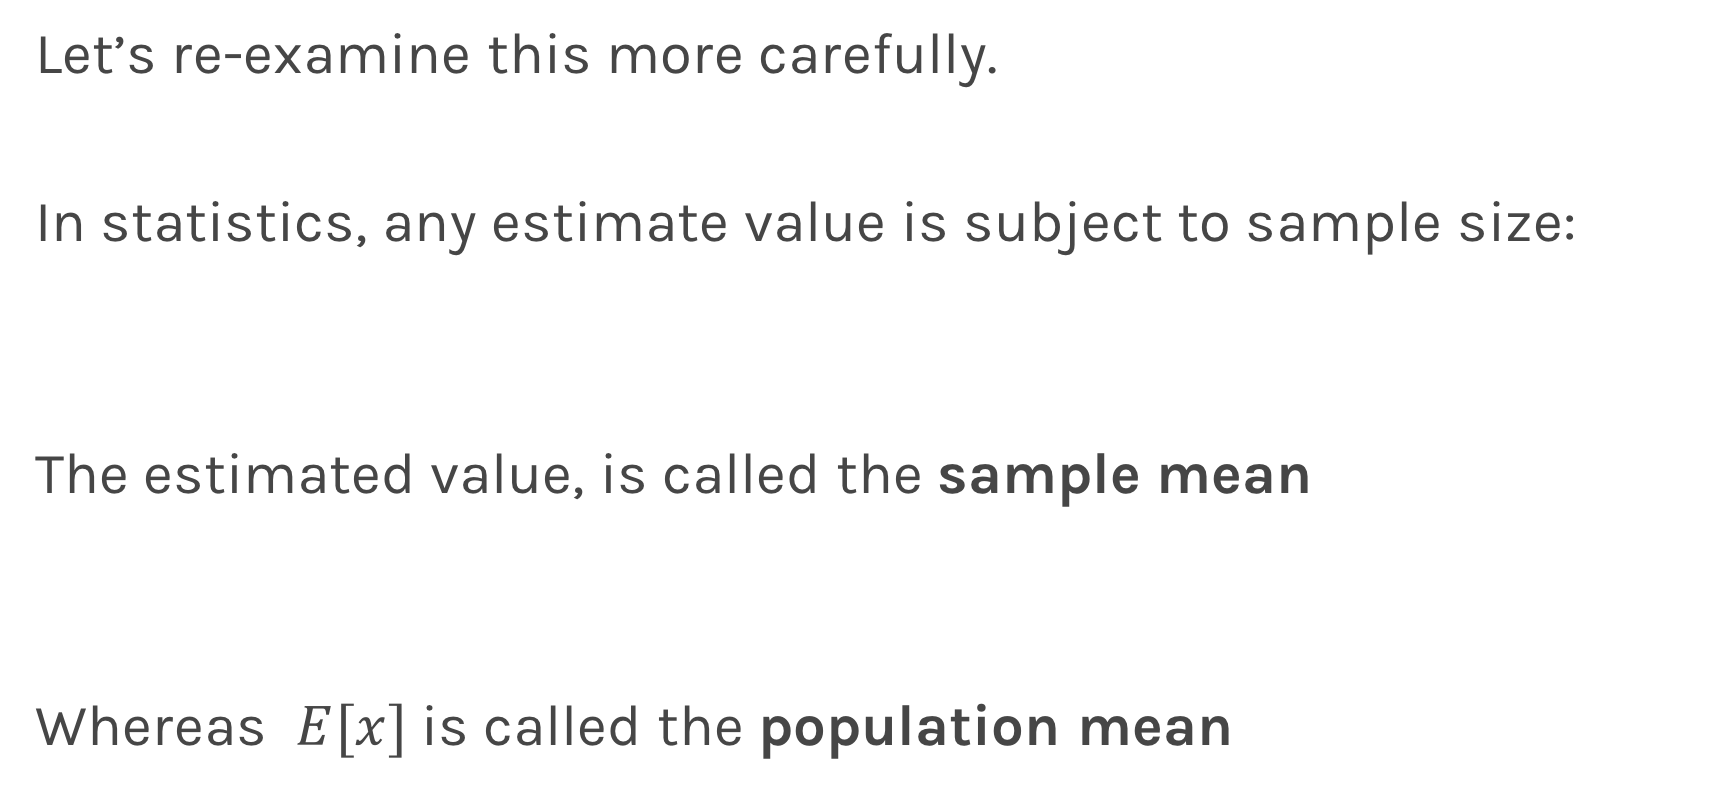 Let’s re-examine this more carefully.
In statistics, any estimate value is subject to sample size:
The estimated value, is called the sample mean
Whereas E[x] is called the population mean